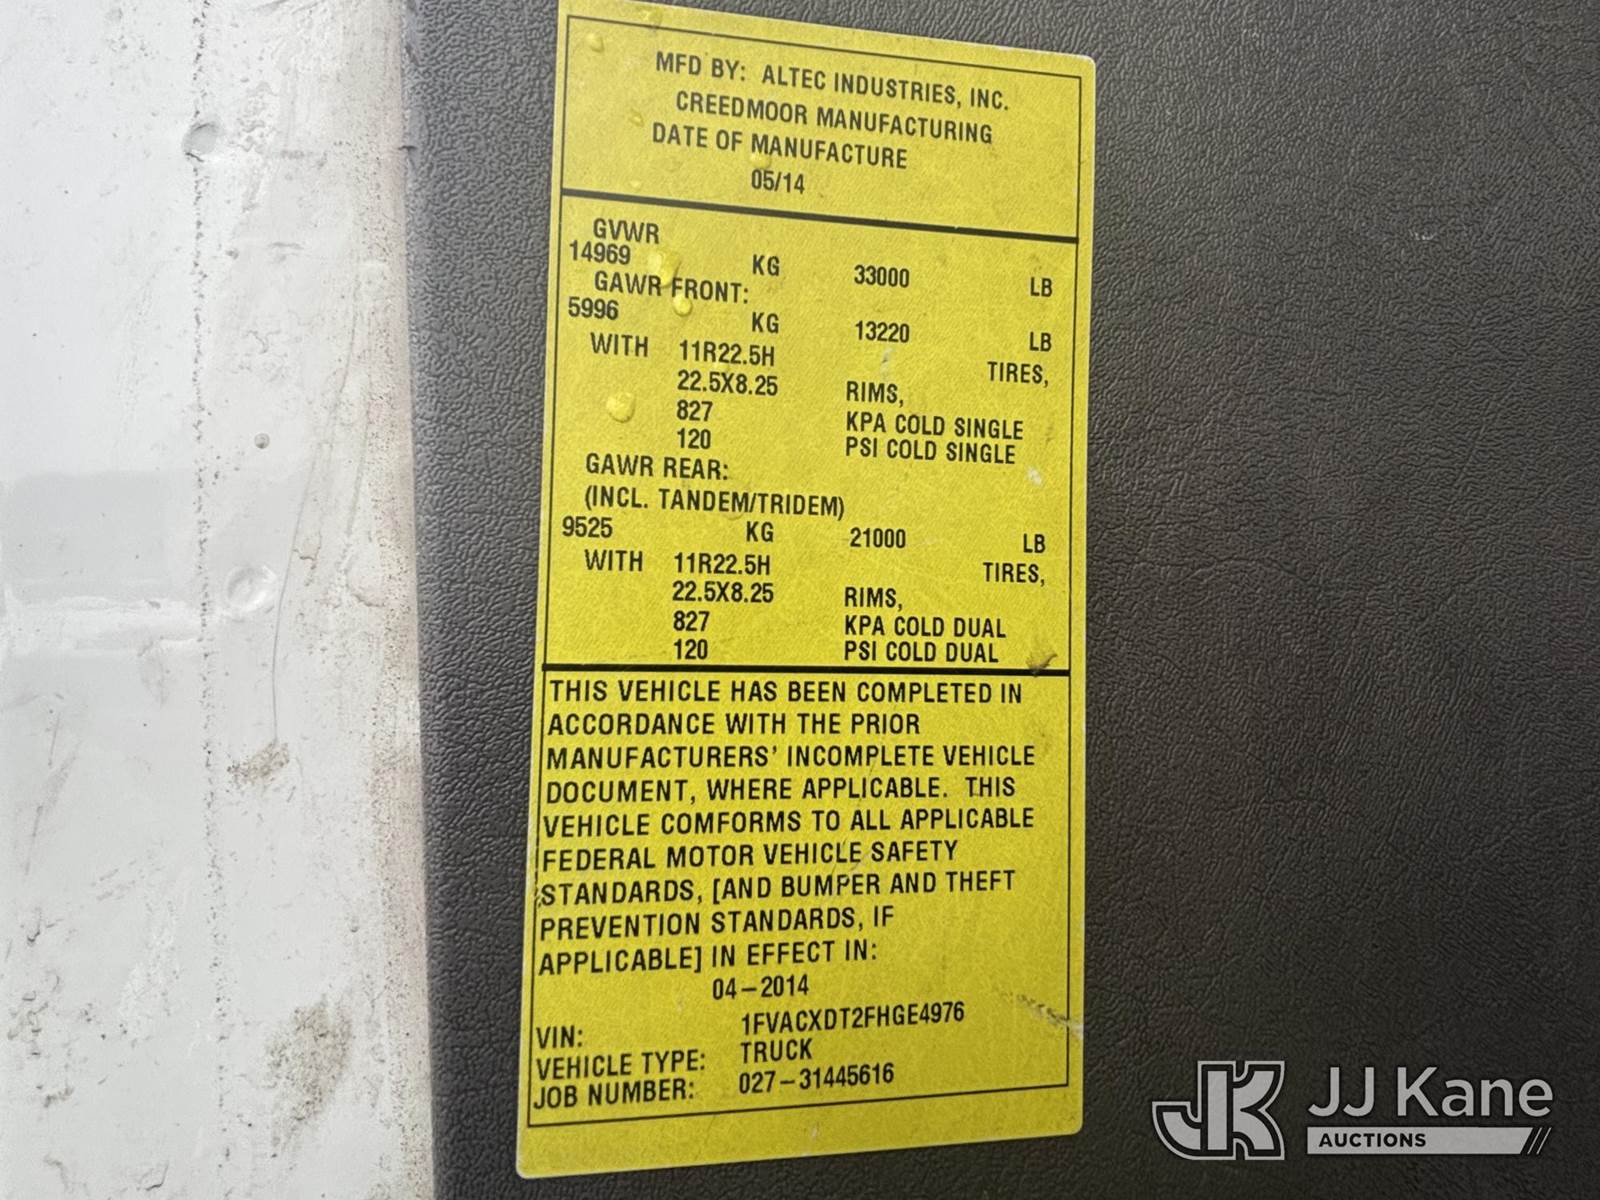 MFD BY: ALTEC INDUSTRIES, INC.
CREEDMOOR MANUFACTURING
DATE OF MANUFACTURE
05/14
GVWR
14969 KG 33000 LB
GAWR FRONT:
5996 KG 13220 LB
WITH 11R22.5H TIRES,
22.5X8.25 RIMS,
827 KPA COLD SINGLE
120 PSI COLD SINGLE
GAWR REAR:
(INCL. TANDEM/TRIDEM)
9525 KG 21000 LB
WITH 11R22.5H TIRES,
22.5X8.25 RIMS,
827 KPA COLD DUAL
120 PSI COLD DUAL
THIS VEHICLE HAS BEEN COMPLETED IN
ACCORDANCE WITH THE PRIOR
MANUFACTURERS' INCOMPLETE VEHICLE
DOCUMENT, WHERE APPLICABLE. THIS
VEHICLE COMFORMS TO ALL APPLICABLE
FEDERAL MOTOR VEHICLE SAFETY
STANDARDS, [AND BUMPER AND THEFT
PREVENTION STANDARDS, IF
APPLICABLE] IN EFFECT IN:
04-2014
VIN: 1FVACXDT2FHGE4976
VEHICLE TYPE: TRUCK
JOB NUMBER: 027-31445616
JK JJ Kane
AUCTIONS